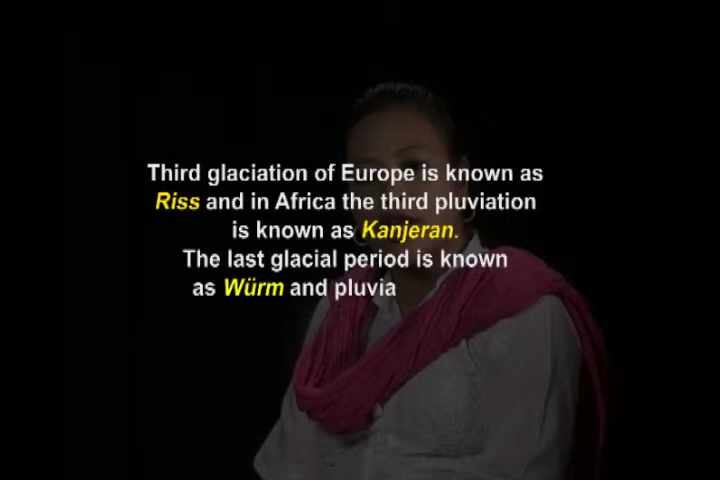 Third glaciation of Europe is known as
Riss and in Africa the third pluviation
is known as Kanjeran.
The last glacial period is known
as Würm and pluvia